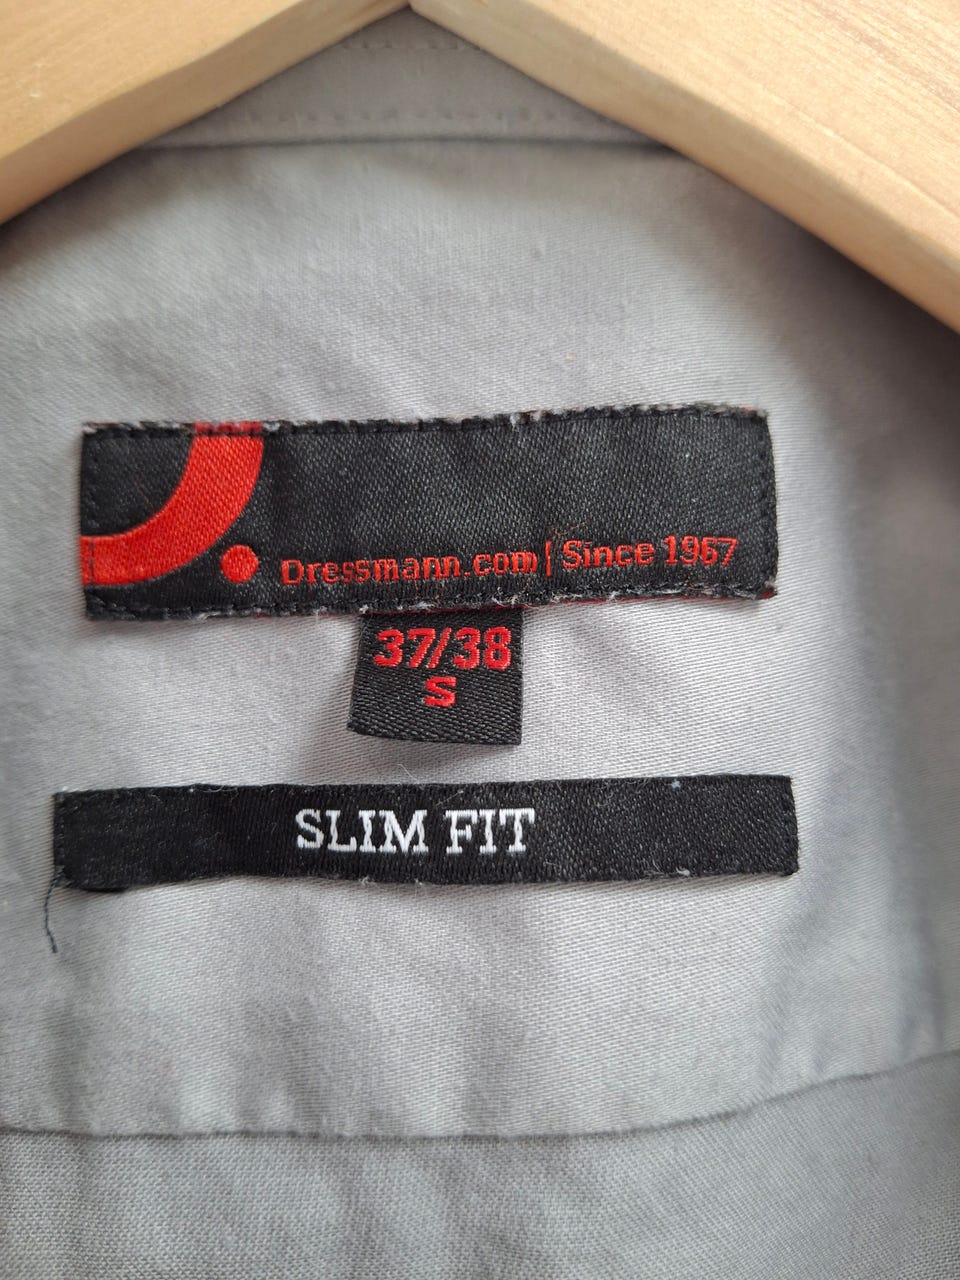 Dressmann.com | Since 1967
37/38
S
SLIM FIT